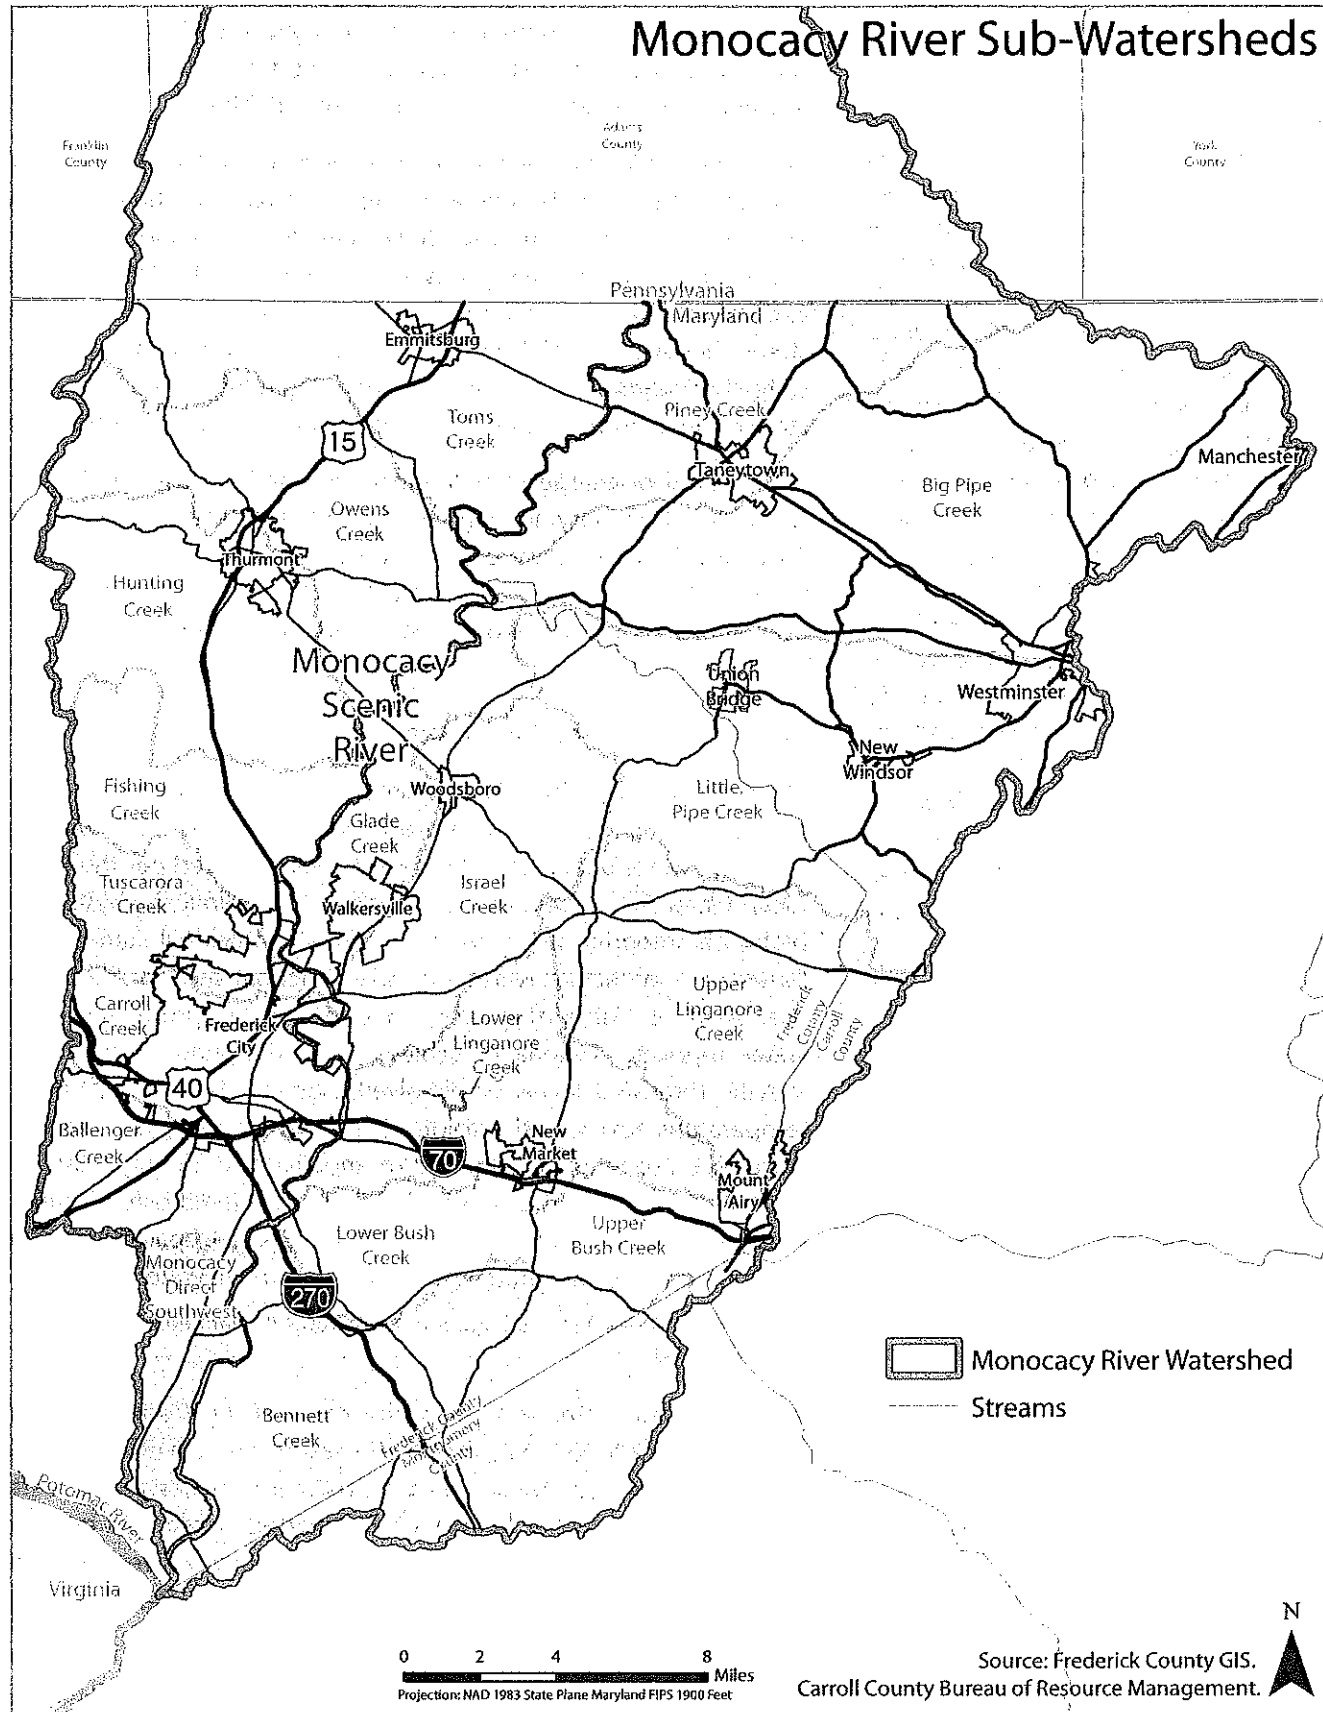 Monocacy River Sub-Watersheds
Franklin
County
Adams
County
York
County
Pennsylvania
Maryland
Emmitsburg
Toms
Creek
Piney Creek
15
Taneytown
Manchester
Big Pipe
Creek
Owens
Creek
Thurmont
Hunting
Creek
Monocacy
Scenic
River
Union
Bridge
Westminster
New
Windsor
Woodsboro
Fishing
Creek
Little
Pipe Creek
Glade
Creek
Tuscarora
Creek
Israel
Creek
Walkersville
Carroll
Creek
Frederick
City
Lower
Linganore
Creek
Upper
Linganore
Creek
Frederick
County
Carroll
County
40
Ballenger
Creek
70
New
Market
Mount
Airy
Lower Bush
Creek
Upper
Bush Creek
Monocacy
Direct
Southwest
270
Monocacy River Watershed
Streams
Bennett
Creek
Frederick County
Montgomery
County
Potomac River
Virginia
N
0 2 4 8
Miles
Projection: NAD 1983 State Plane Maryland FIPS 1900 Feet
Source: Frederick County GIS.
Carroll County Bureau of Resource Management.